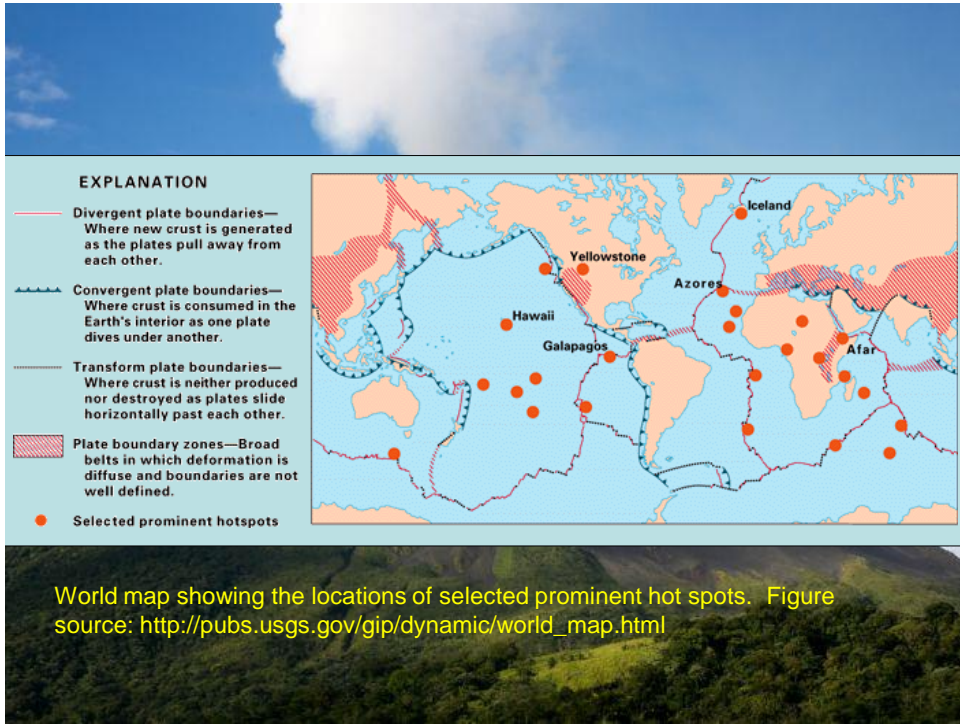 EXPLANATION
Divergent plate boundaries—
Where new crust is generated
as the plates pull away from
each other.
Convergent plate boundaries—
Where crust is consumed in the
Earth's interior as one plate
dives under another.
Transform plate boundaries—
Where crust is neither produced
nor destroyed as plates slide
horizontally past each other.
Plate boundary zones—Broad
belts in which deformation is
diffuse and boundaries are not
well defined.
Selected prominent hotspots
Iceland
Yellowstone
Azores
Hawaii
Galapagos
Afar
World map showing the locations of selected prominent hot spots.  Figure
source: http://pubs.usgs.gov/gip/dynamic/world_map.html